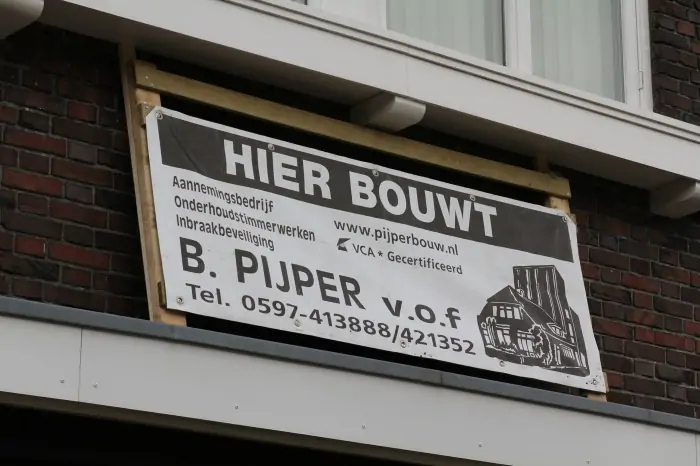 HIER BOUWT
Aannemingsbedrijf
Onderhoudstimmerwerken
Inbraakbeveiliging
www.pijperbouw.nl
VCA * Gecertificeerd
B. PIJPER v.o.f
Tel. 0597-413888/421352